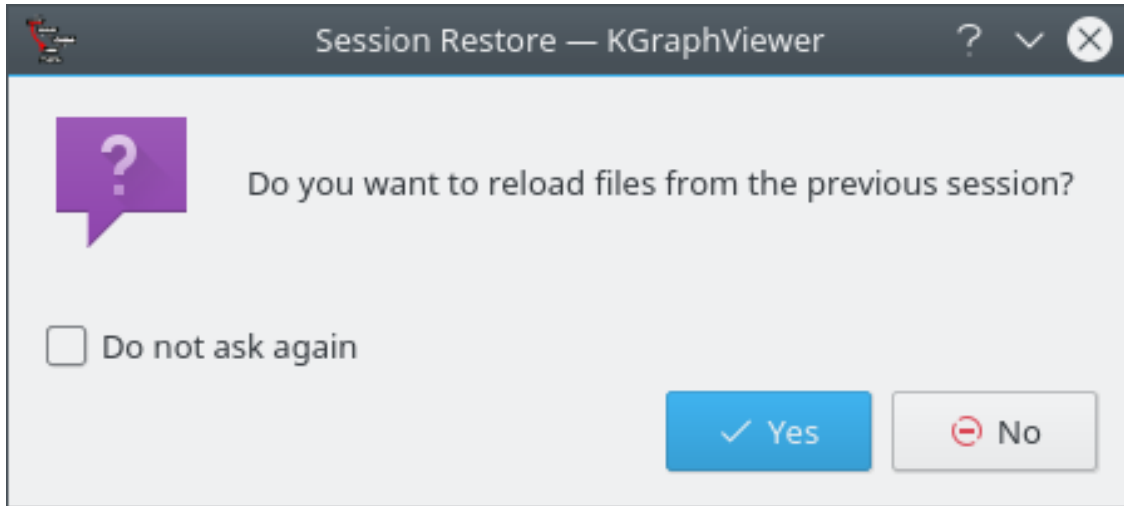 Session Restore — KGraphViewer
Do you want to reload files from the previous session?
Do not ask again
Yes
No